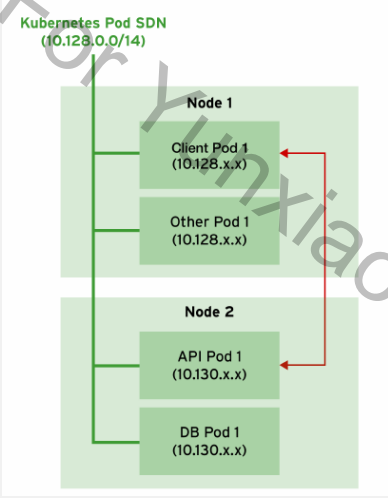 Kubernetes Pod SDN
(10.128.0.0/14)
Node 1
Client Pod 1
(10.128.x.x)
Other Pod 1
(10.128.x.x)
Node 2
API Pod 1
(10.130.x.x)
DB Pod 1
(10.130.x.x)
For Yunxiao